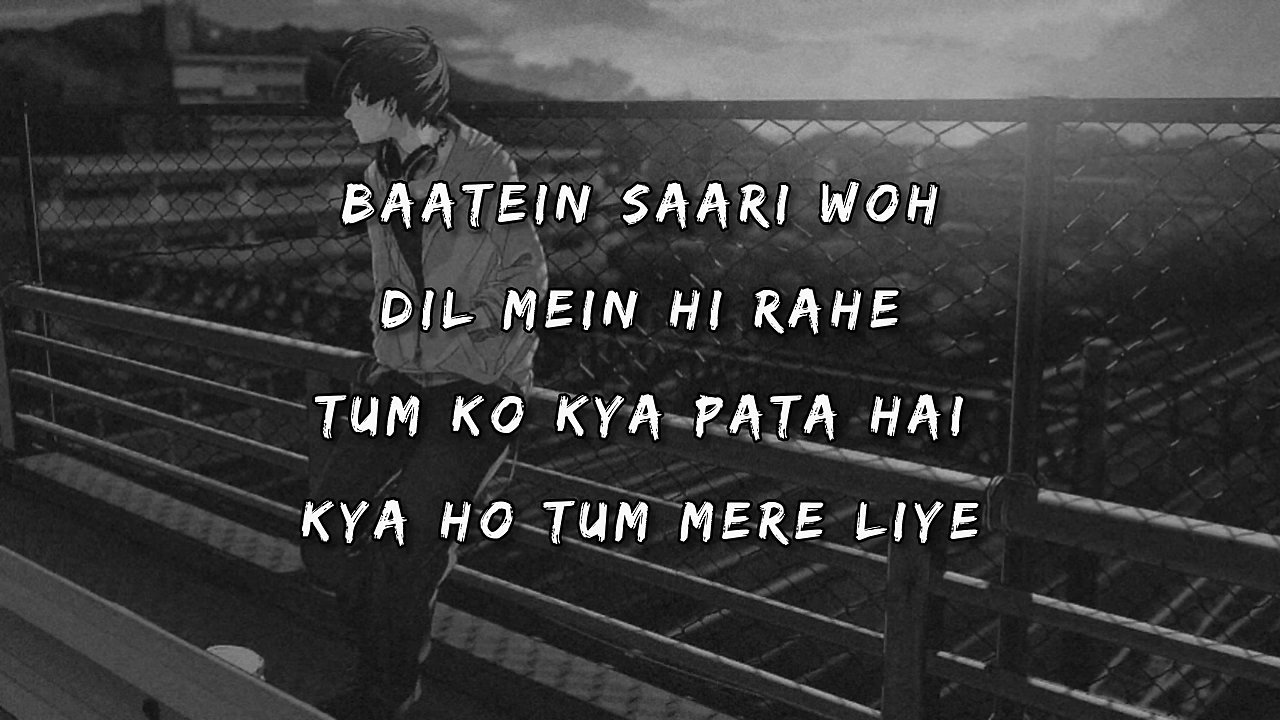 BAATEIN SAARI WOH
DIL MEIN HI RAHE
TUM KO KYA PATA HAI
KYA HO TUM MERE LIYE